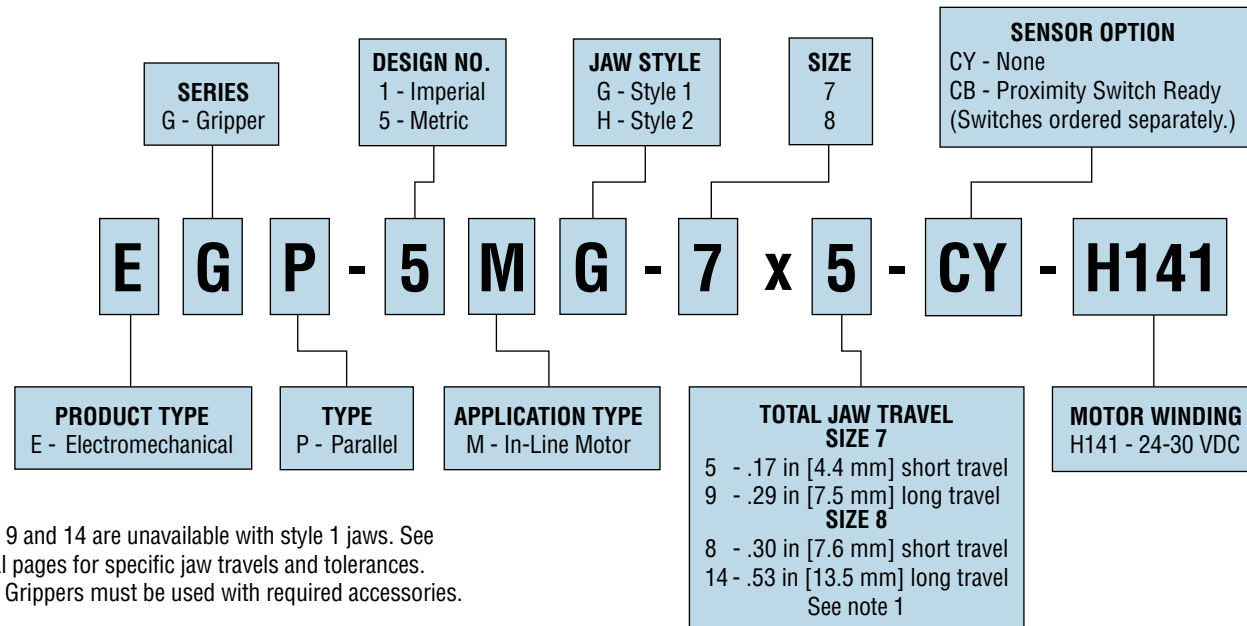 SENSOR OPTION
CY - None
CB - Proximity Switch Ready
(Switches ordered separately.)
DESIGN NO.
1 - Imperial
5 - Metric
JAW STYLE
G - Style 1
H - Style 2
SIZE
7
8
SERIES
G - Gripper
E G P - 5 M G - 7 x 5 - CY - H141
PRODUCT TYPE
E - Electromechanical
TYPE
P - Parallel
APPLICATION TYPE
M - In-Line Motor
TOTAL JAW TRAVEL
SIZE 7
5 - .17 in [4.4 mm] short travel
9 - .29 in [7.5 mm] long travel
SIZE 8
8 - .30 in [7.6 mm] short travel
14 - .53 in [13.5 mm] long travel
See note 1
MOTOR WINDING
H141 - 24-30 VDC
9 and 14 are unavailable with style 1 jaws. See
pages for specific jaw travels and tolerances.
Grippers must be used with required accessories.